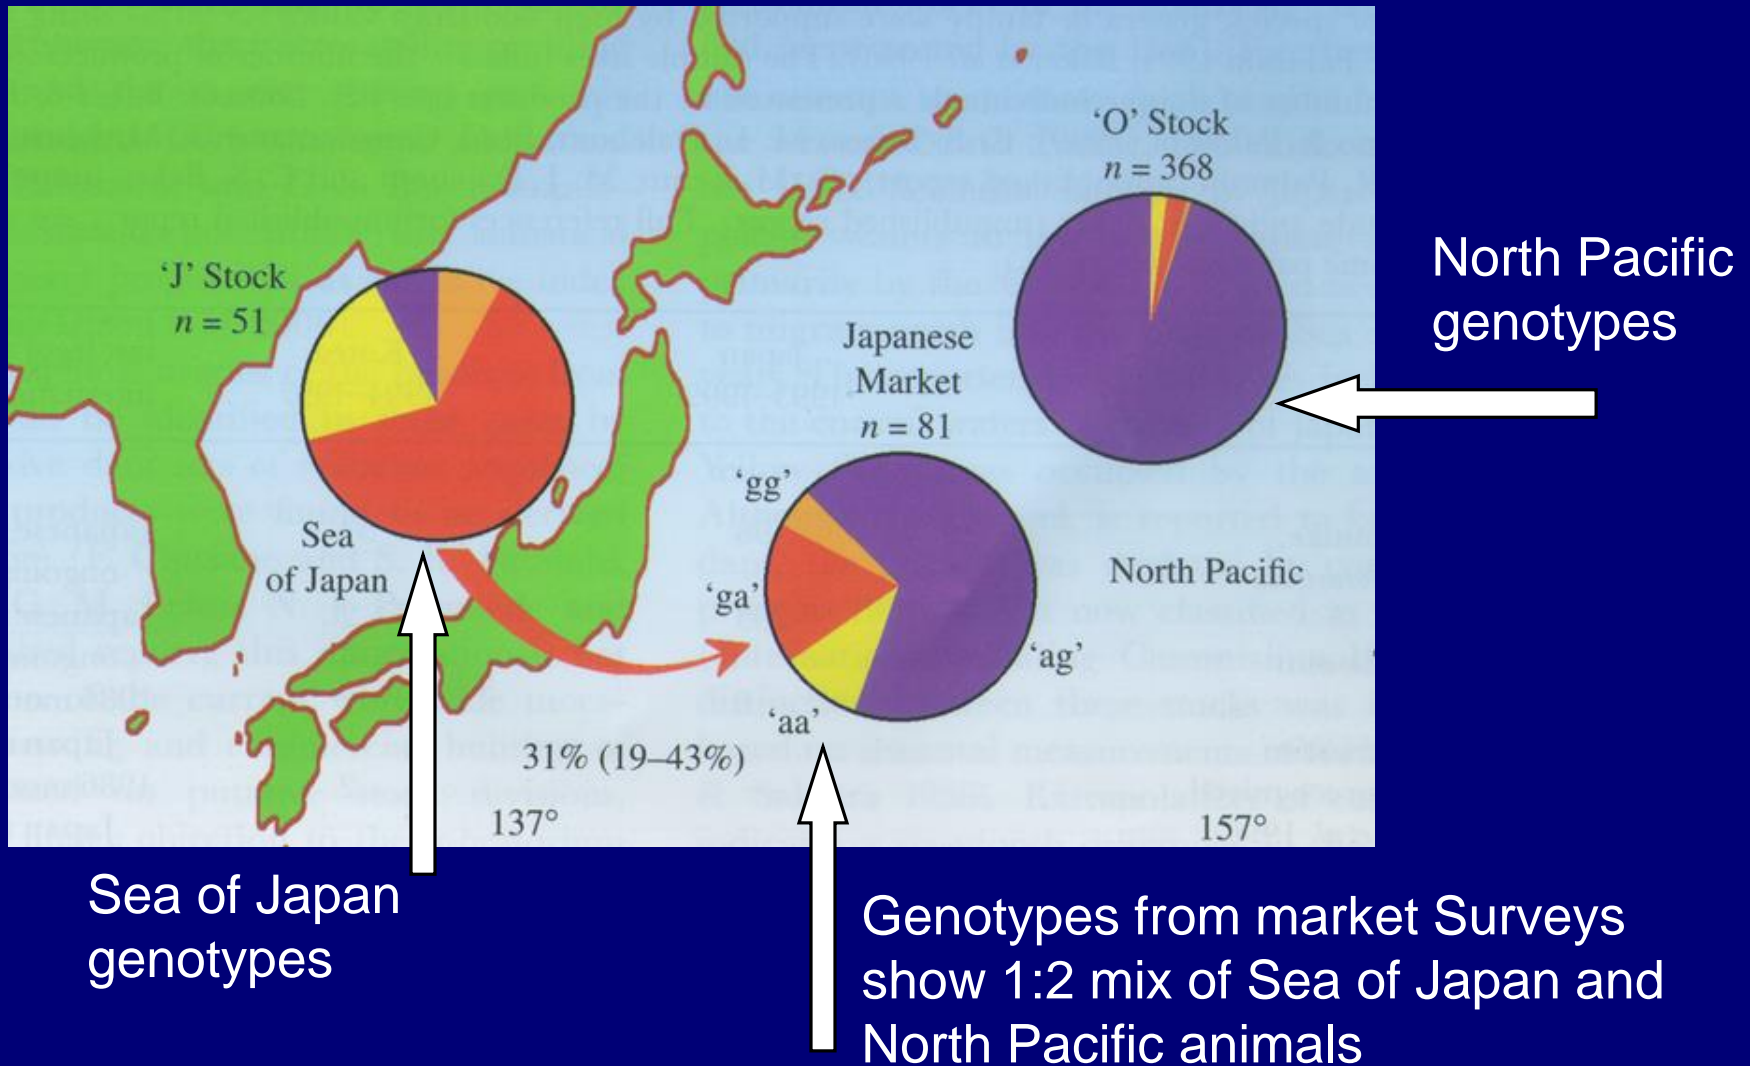 'J' Stock
n = 51
Sea
of Japan
'O' Stock
n = 368
Japanese
Market
n = 81
'gg'
'ga'
'aa'
'ag'
North Pacific
31% (19–43%)
137°
157°
North Pacific
genotypes
Sea of Japan
genotypes
Genotypes from market Surveys
show 1:2 mix of Sea of Japan and
North Pacific animals